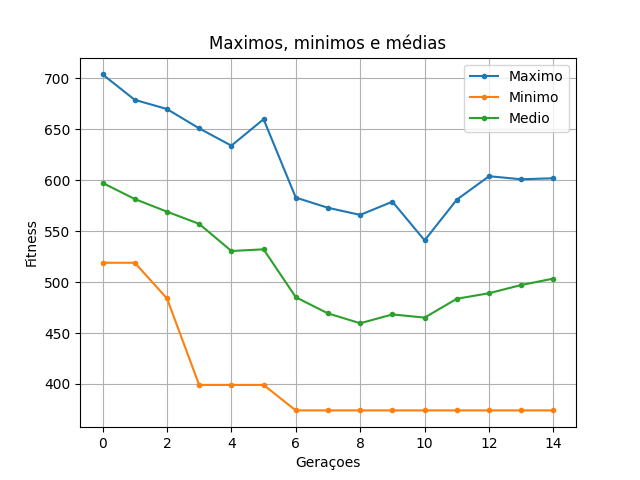 Maximos, minimos e médias
Maximo
Minimo
Medio
700
650
600
550
500
450
400
Fitness
0 2 4 6 8 10 12 14
Geraçoes